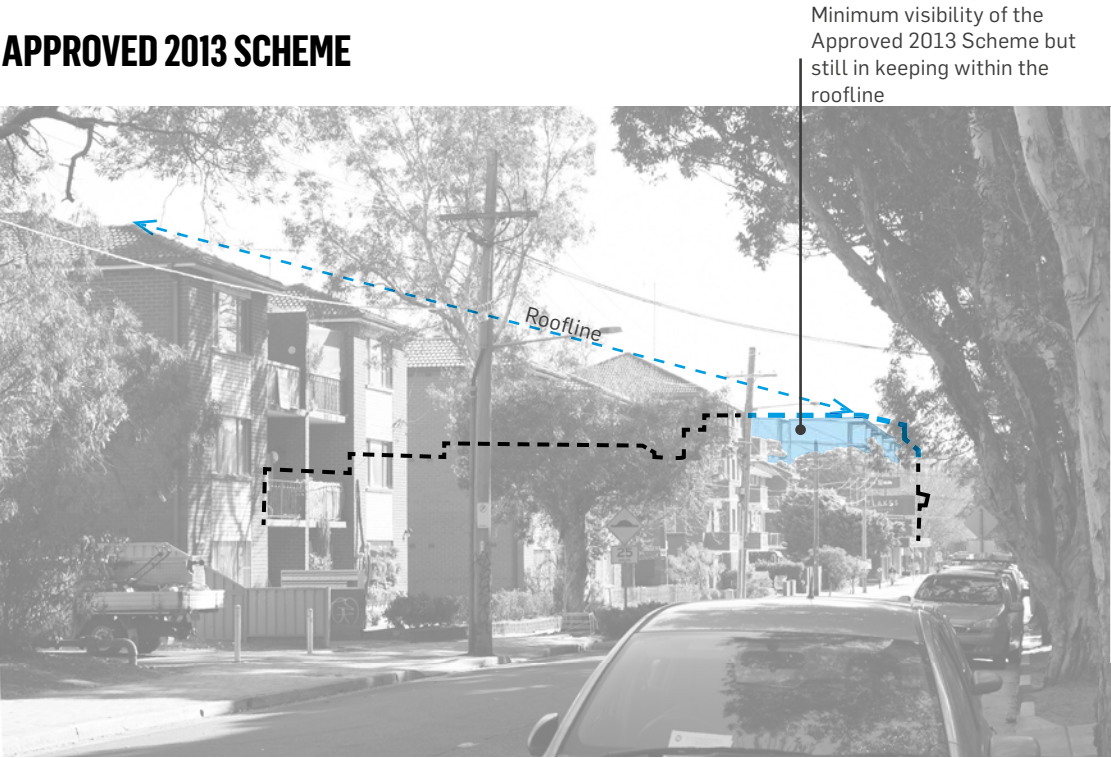 Minimum visibility of the
Approved 2013 Scheme but
still in keeping within the
roofline
APPROVED 2013 SCHEME
Roofline
25